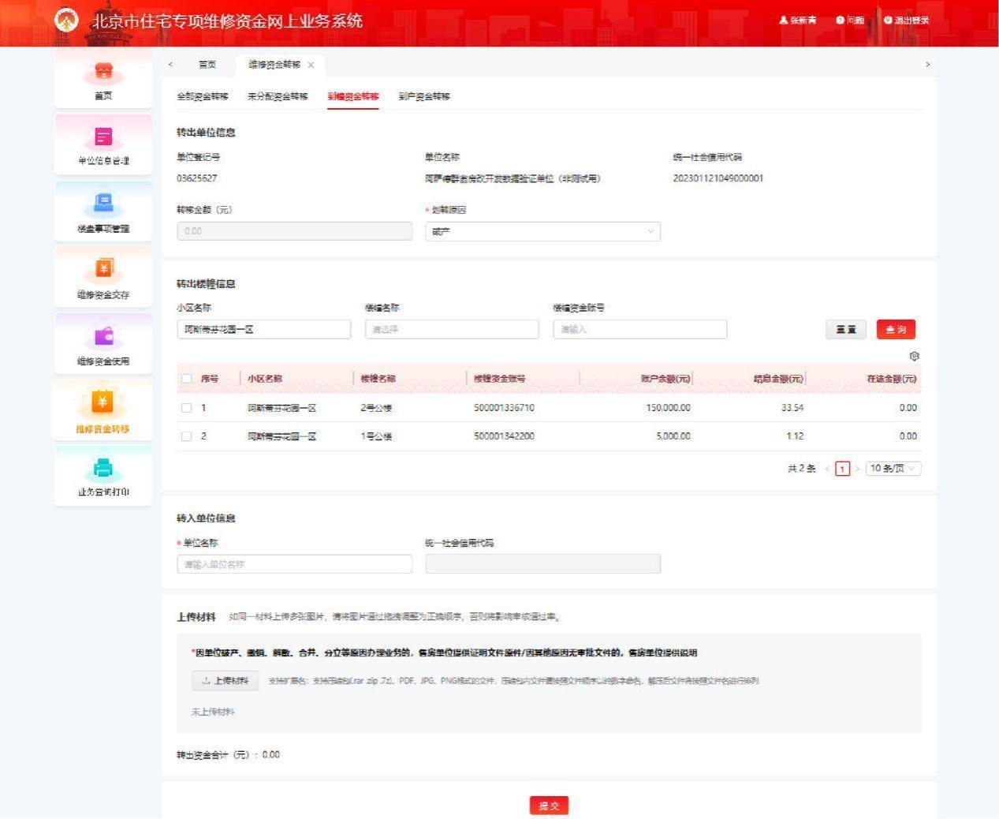 北京市住宅专项维修资金网上业务系统
张新青 问题 退出登录
首页 维修资金转移
首页
单位信息管理
楼盘事项管理
维修资金交存
维修资金使用
维修资金转移
业务查询打印
全部资金转移 未分配资金转移 到幢资金转移 到户资金转移
转出单位信息
单位登记号 单位名称 统一社会信用代码
03625627 阿萨德群翁房改开发数据验证单位（非测试用） 202301121049000001
转移金额（元） * 划转原因
0.00 破产
转出楼幢信息
小区名称 楼幢名称 楼幢资金账号
阿斯蒂芬花园一区 请选择 请输入 重置 查询
序号 小区名称 楼幢名称 楼幢资金账号 账户余额(元) 结息金额(元) 在途金额(元)
1 阿斯蒂芬花园一区 2号公楼 500001336710 150,000.00 33.54 0.00
2 阿斯蒂芬花园一区 1号公楼 500001342200 5,000.00 1.12 0.00
共 2 条 < 1 > 10 条/页
转入单位信息
* 单位名称 统一社会信用代码
请输入单位名称
上传材料 如同一材料上传多张图片，请将图片通过拖拽调整为正确顺序，否则将影响审核通过率。
*因单位破产、撤销、解散、合并、分立等原因办理业务的，售房单位提供证明文件原件/因其他原因无审批文件的，售房单位提供说明
上传材料 支持扩展名：支持压缩包(.rar .zip .7z)、PDF、JPG、PNG格式的文件，压缩包内文件请按照文件顺序以纯数字命名，解压后文件将按照文件名进行排列
未上传材料
转出资金合计（元）: 0.00
提交